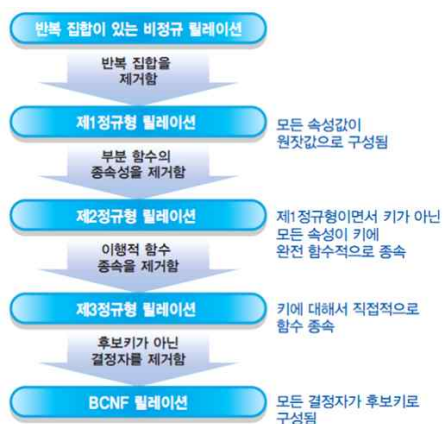 반복 집합이 있는 비정규 릴레이션
반복 집합을
제거함
제1정규형 릴레이션
모든 속성값이
원잣값으로 구성됨
부분 함수의
종속성을 제거함
제2정규형 릴레이션
제1정규형이면서 키가 아닌
모든 속성이 키에
완전 함수적으로 종속
이행적 함수
종속을 제거함
제3정규형 릴레이션
키에 대해서 직접적으로
함수 종속
후보키가 아닌
결정자를 제거함
BCNF 릴레이션
모든 결정자가 후보키로
구성됨